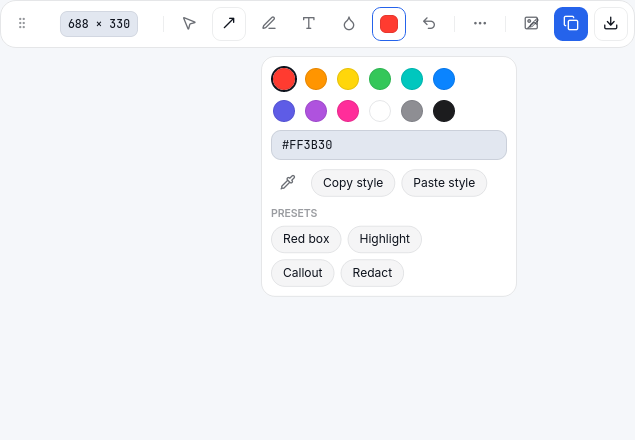 688 × 330
#FF3B30
Copy style Paste style
PRESETS
Red box Highlight
Callout Redact